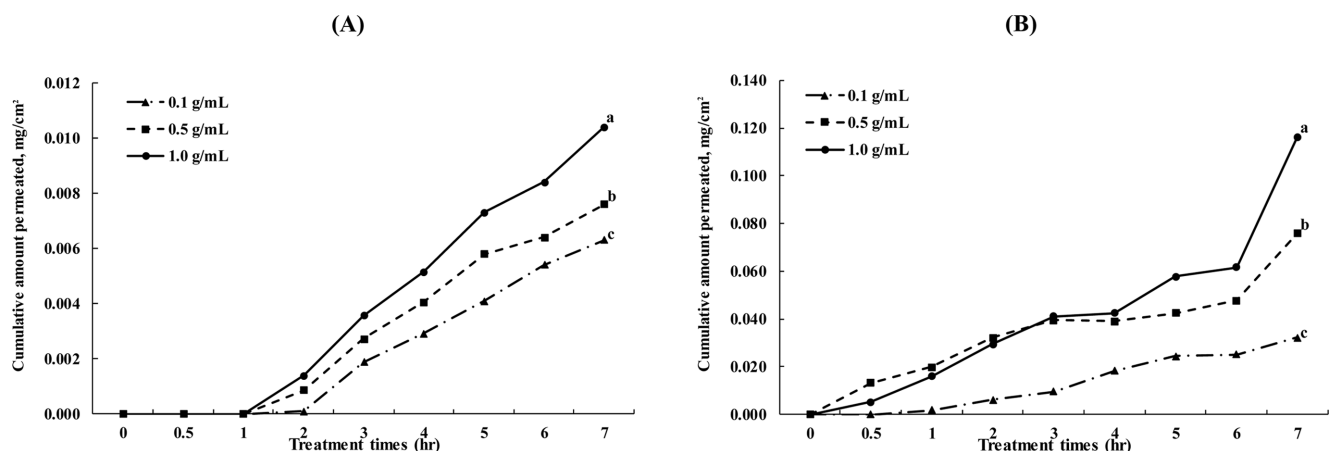 (A)
Cumulative amount permeated, mg/cm²
0.012
0.010
0.008
0.006
0.004
0.002
0.000
0.1 g/mL
0.5 g/mL
1.0 g/mL
a
b
c
0 0.5 1 2 3 4 5 6 7
Treatment times (hr)
(B)
Cumulative amount permeated, mg/cm²
0.140
0.120
0.100
0.080
0.060
0.040
0.020
0.000
0.1 g/mL
0.5 g/mL
1.0 g/mL
a
b
c
0 0.5 1 2 3 4 5 6 7
Treatment times (hr)